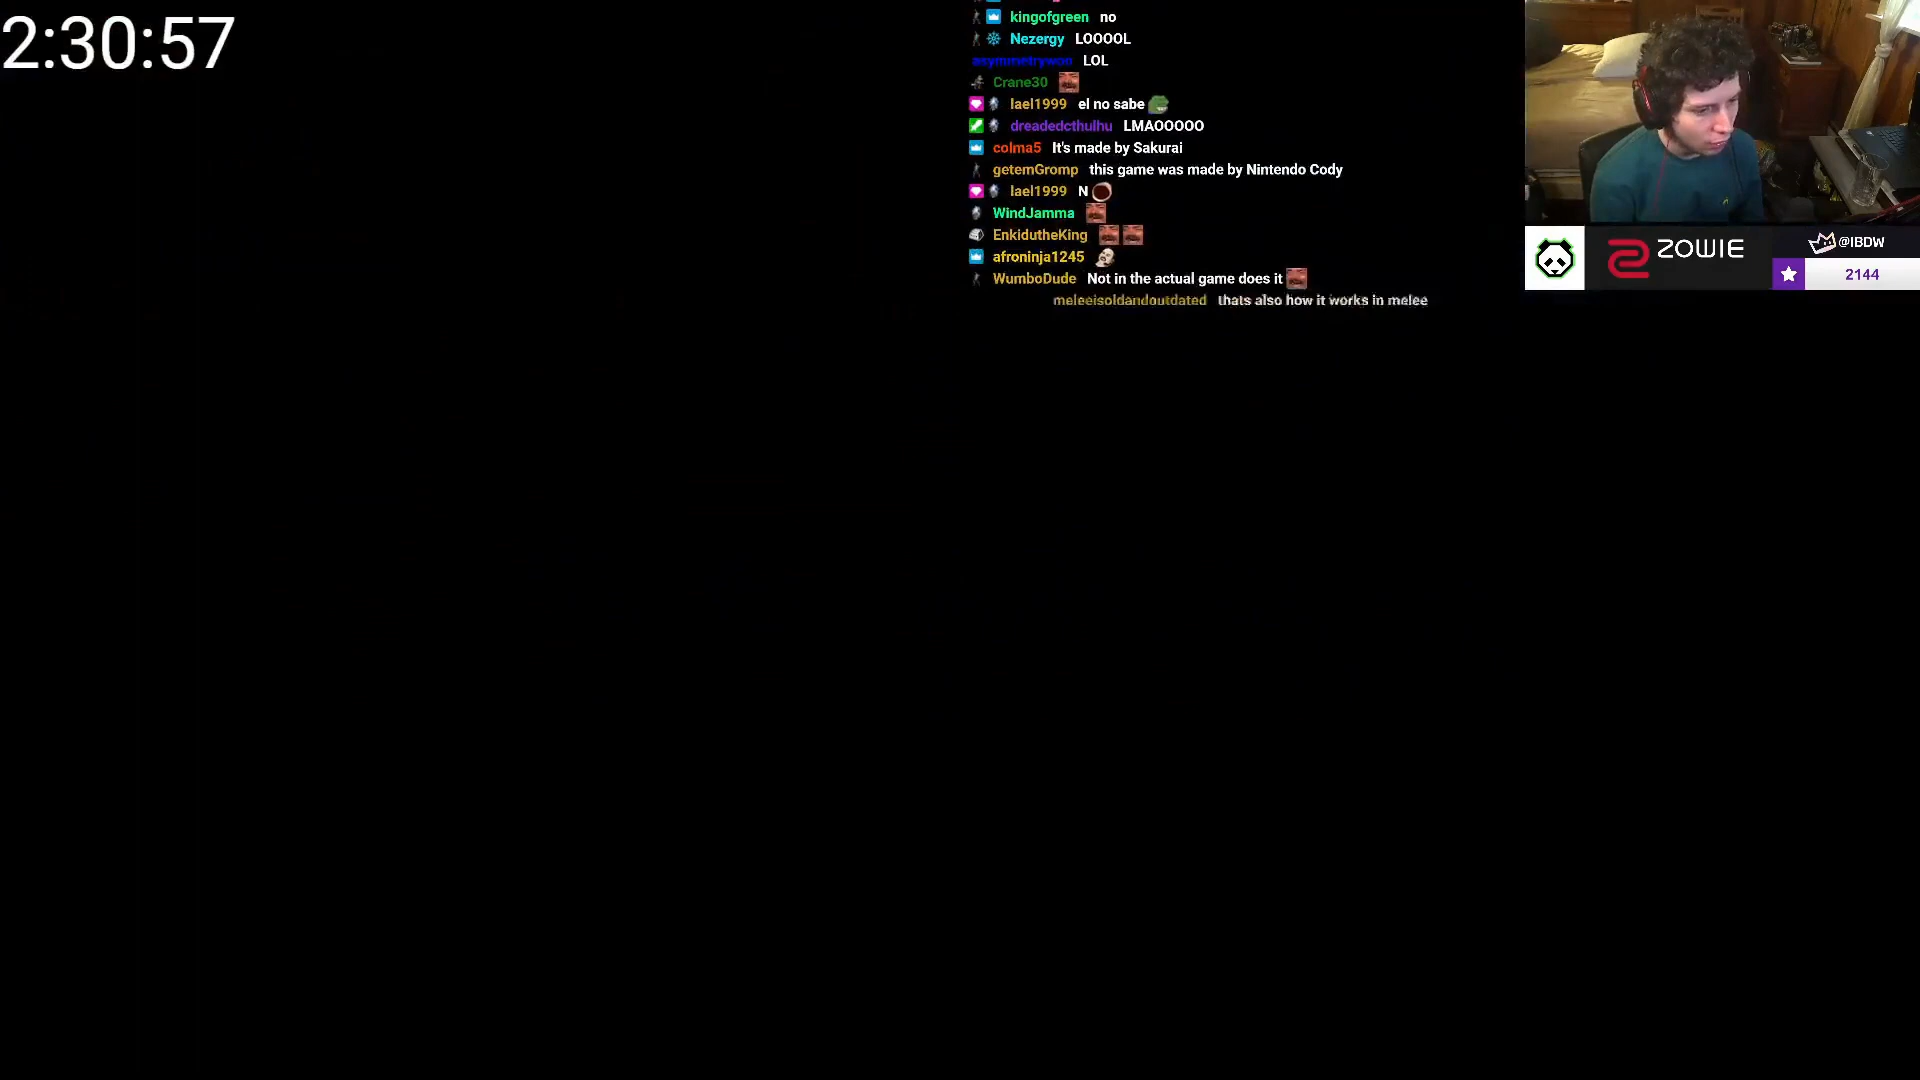 2:30:57
kingofgreen no
Nezergy LOOOOL
asymmetrywon LOL
Crane30
lael1999 el no sabe
dreadedcthulhu LMAOOOOO
colma5 It's made by Sakurai
getemGromp this game was made by Nintendo Cody
lael1999 N
WindJamma
EnkidutheKing
afroninja1245
WumboDude Not in the actual game does it
meleeisoldandoutdated thats also how it works in melee
ZOWIE
@IBDW
2144